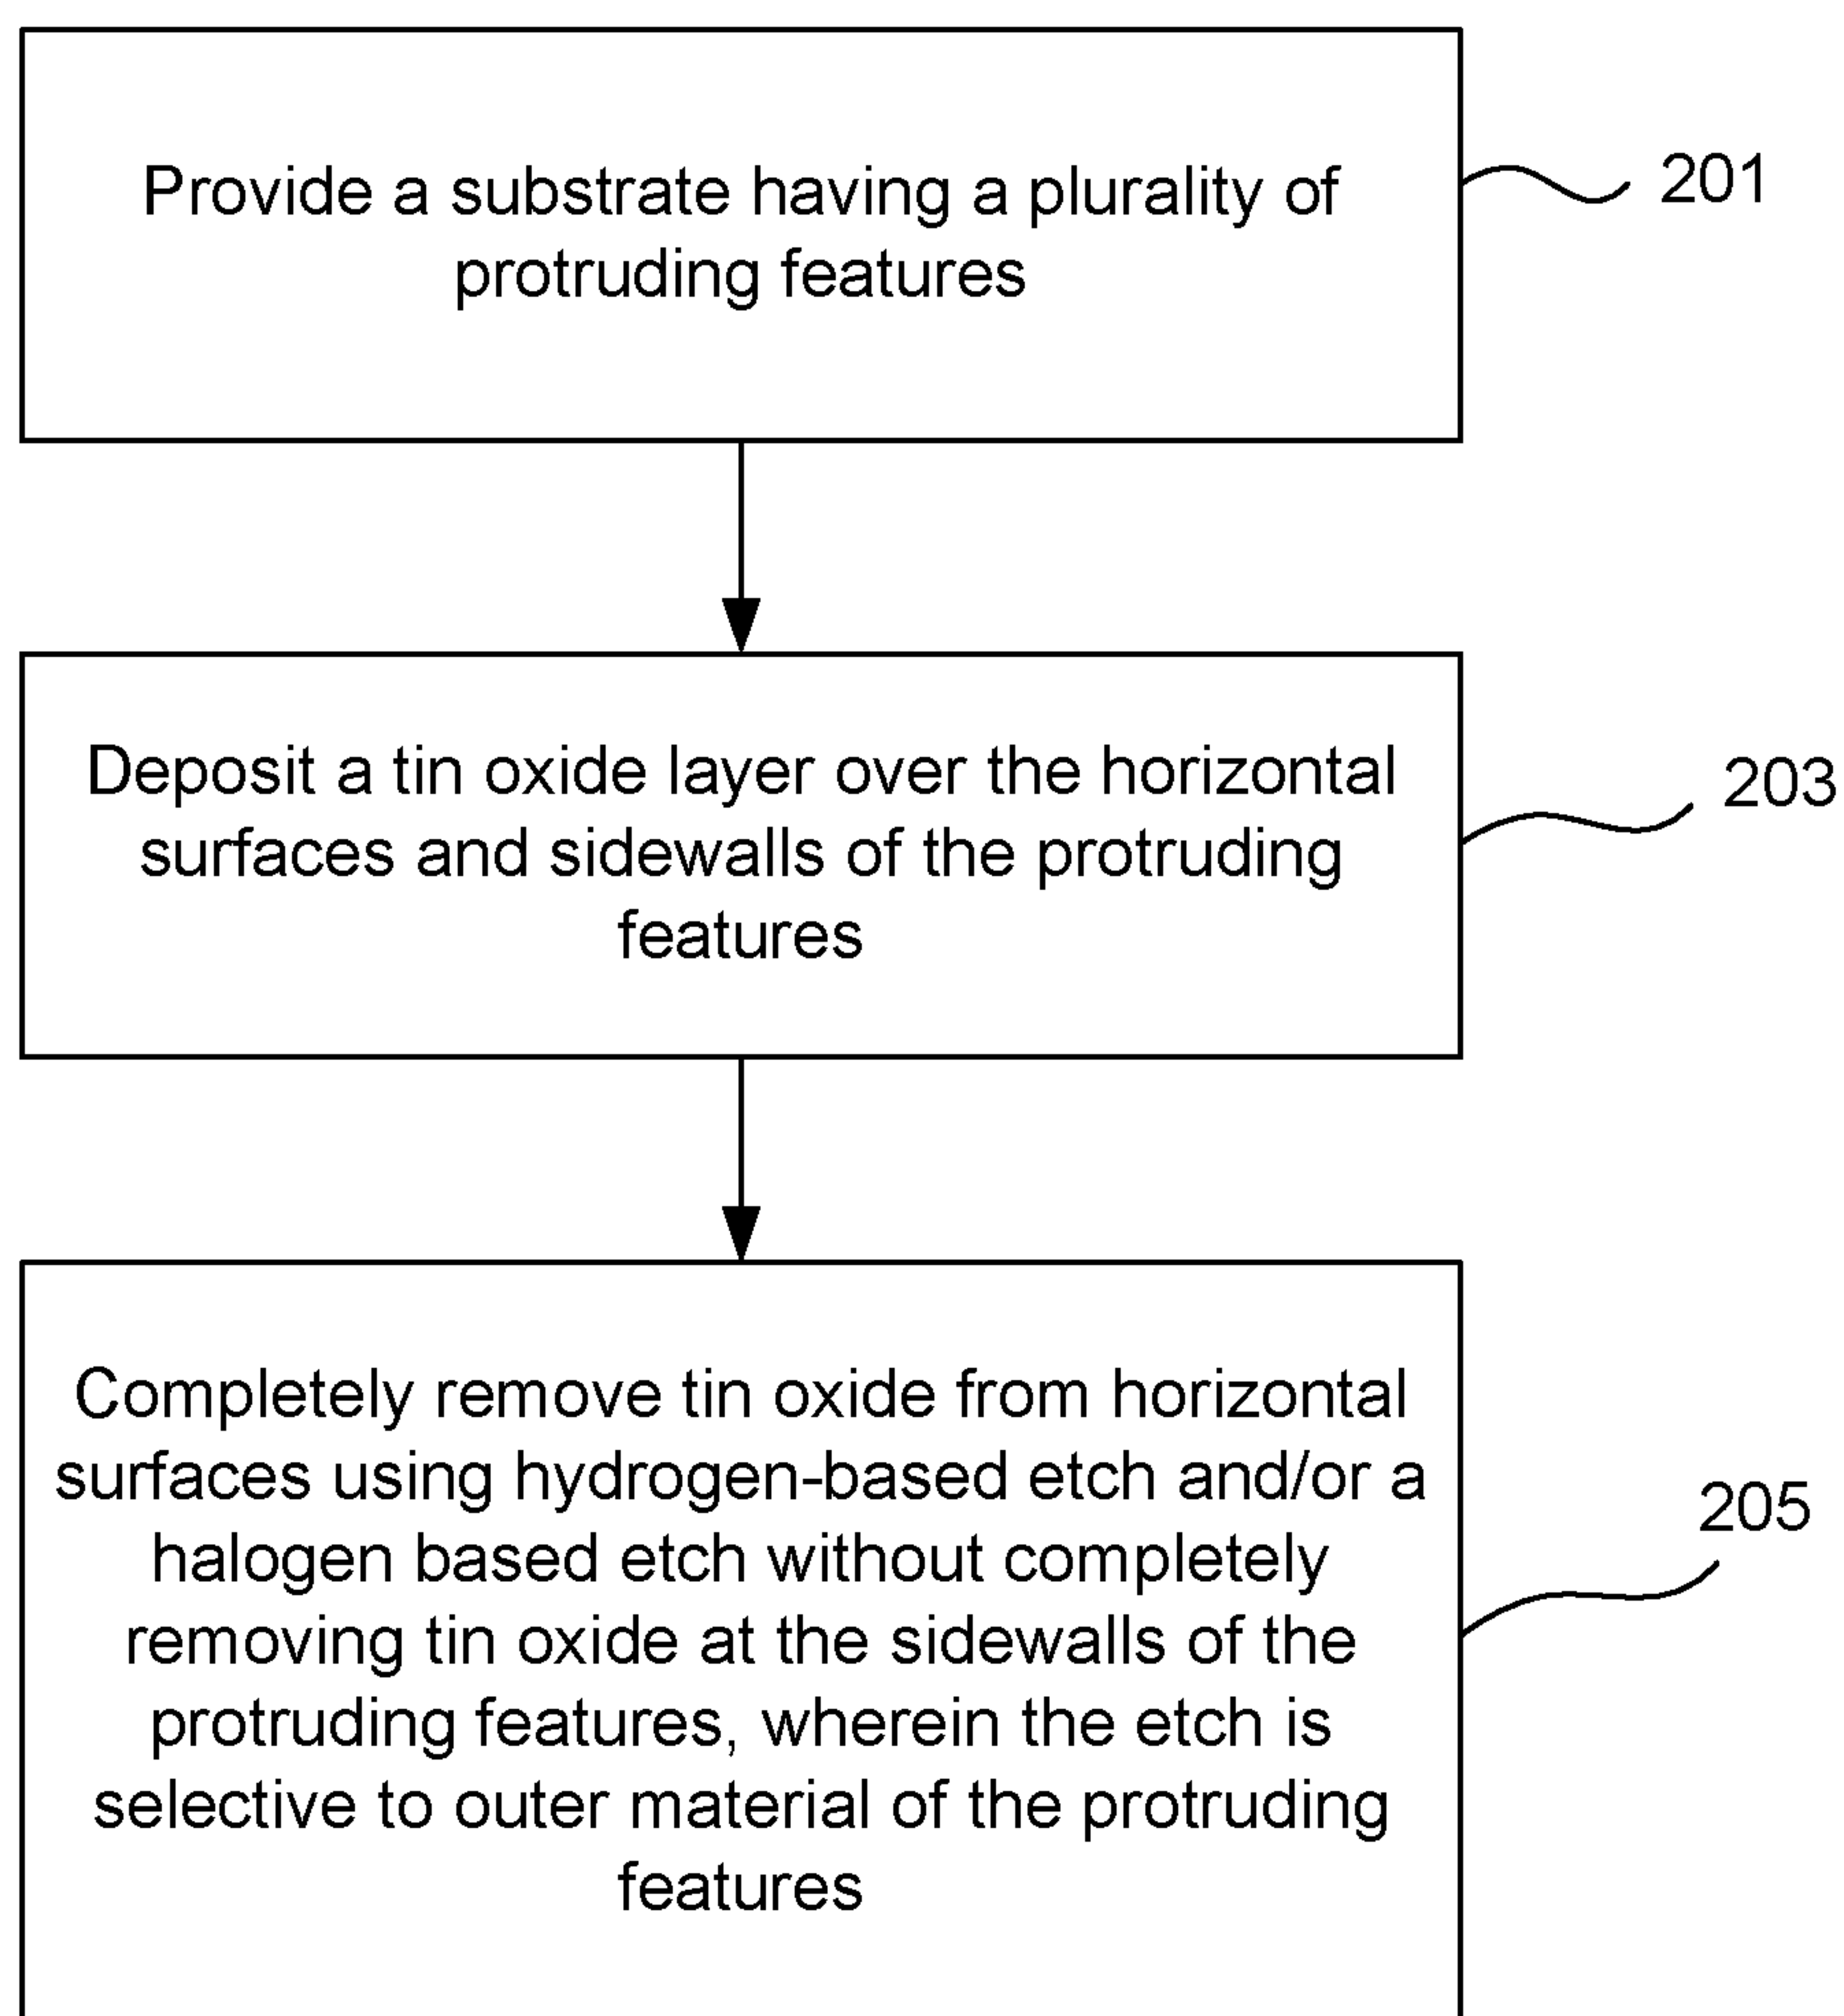 Provide a substrate having a plurality of
protruding features
201
Deposit a tin oxide layer over the horizontal
surfaces and sidewalls of the protruding
features
203
Completely remove tin oxide from horizontal
surfaces using hydrogen-based etch and/or a
halogen based etch without completely
removing tin oxide at the sidewalls of the
protruding features, wherein the etch is
selective to outer material of the protruding
features
205